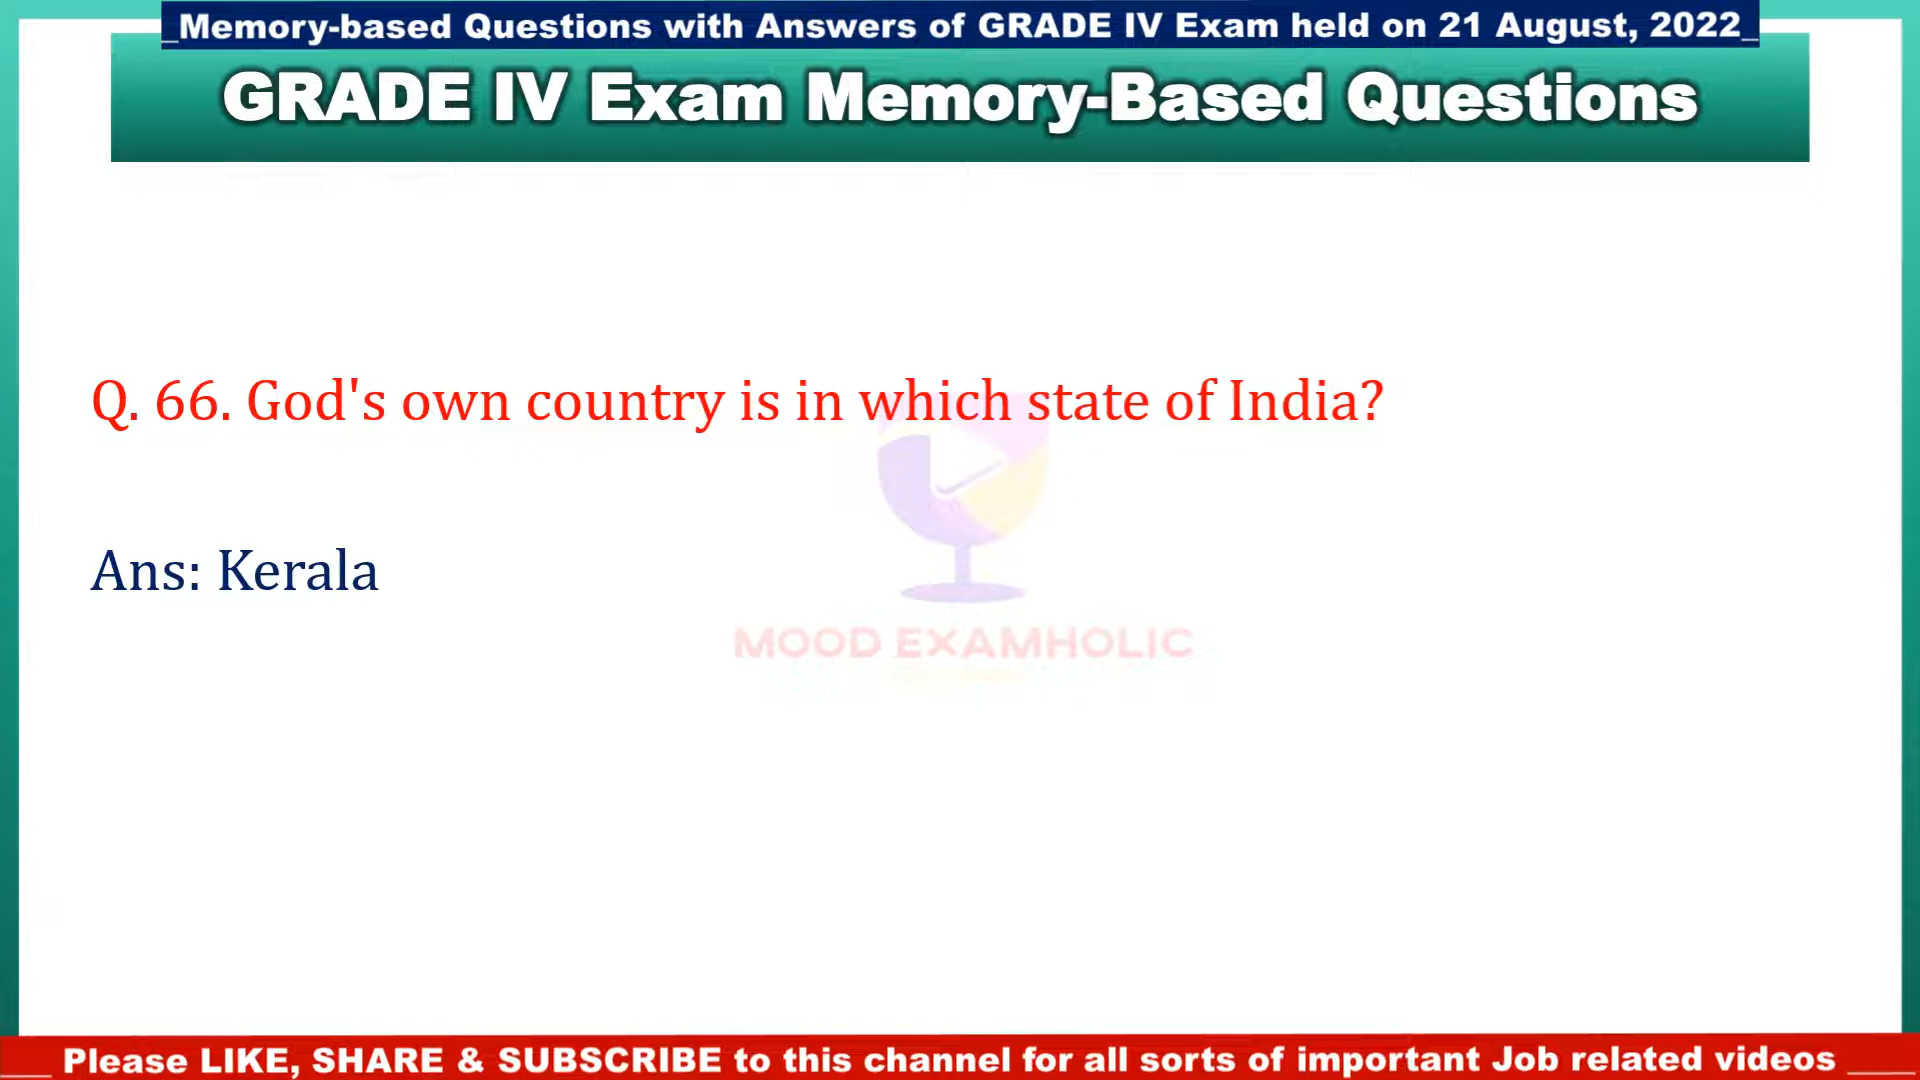 _Memory-based Questions with Answers of GRADE IV Exam held on 21 August, 2022_
GRADE IV Exam Memory-Based Questions
Q. 66. God's own country is in which state of India?
Ans: Kerala
MOOD EXAMHOLIC
___ Please LIKE, SHARE & SUBSCRIBE to this channel for all sorts of important Job related videos ____